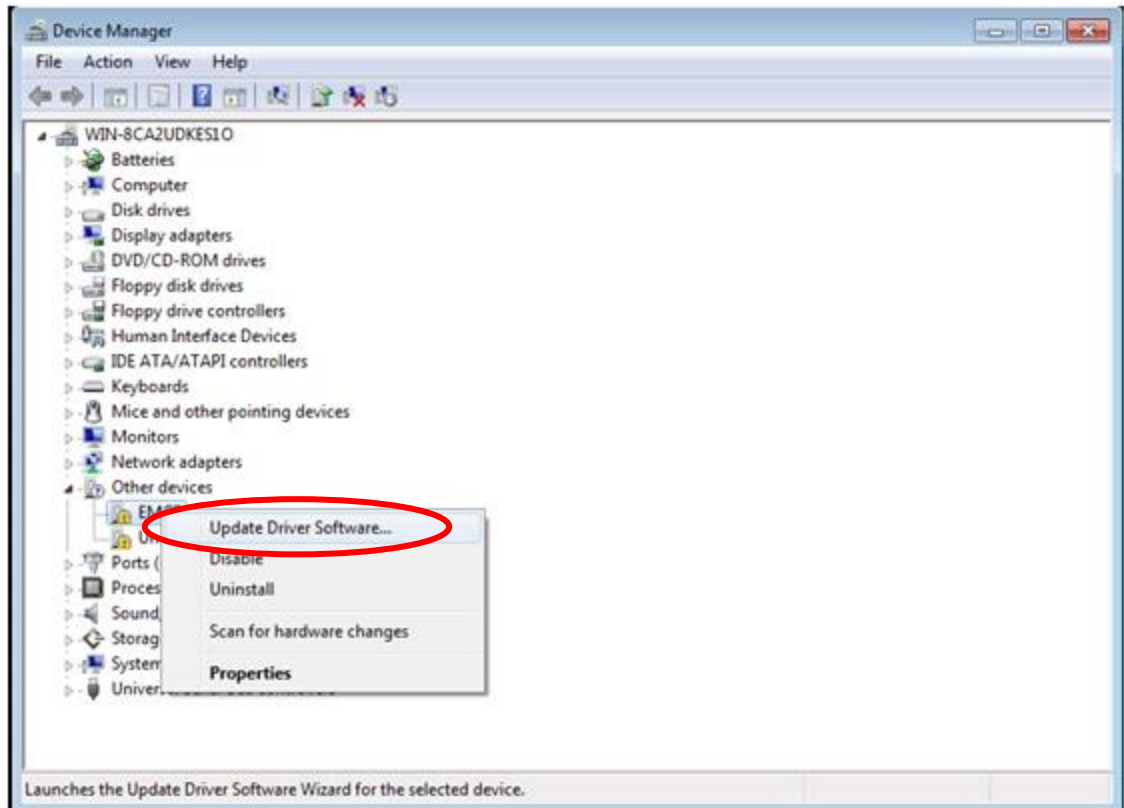 Device Manager
File Action View Help
WIN-8CA2UDKES1O
Batteries
Computer
Disk drives
Display adapters
DVD/CD-ROM drives
Floppy disk drives
Floppy drive controllers
Human Interface Devices
IDE ATA/ATAPI controllers
Keyboards
Mice and other pointing devices
Monitors
Network adapters
Other devices
Update Driver Software...
Disable
Ports (
Uninstall
Sound,
Scan for hardware changes
System
Properties
Launches the Update Driver Software Wizard for the selected device.